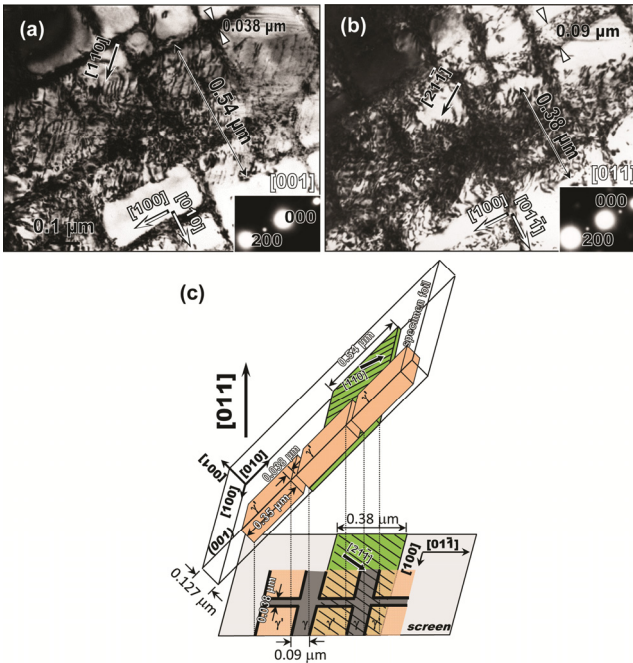 (a)
0.038 μm
[110]
0.54 μm
[001]
[100]
[010]
0.1 μm
000
200
(b)
0.09 μm
[211̄]
0.38 μm
[011]
[100]
[011̄]
000
200
(c)
specimen foil
0.54 μm
[110]
[011]
γ'
γ'
[001]
[010]
0.038 μm
[100]
γ'
0.35 μm
(001)
0.38 μm
[211̄]
[100]
[011̄]
0.127 μm
0.038 μm
γ'
γ
γ'
γ
γ'
screen
0.09 μm